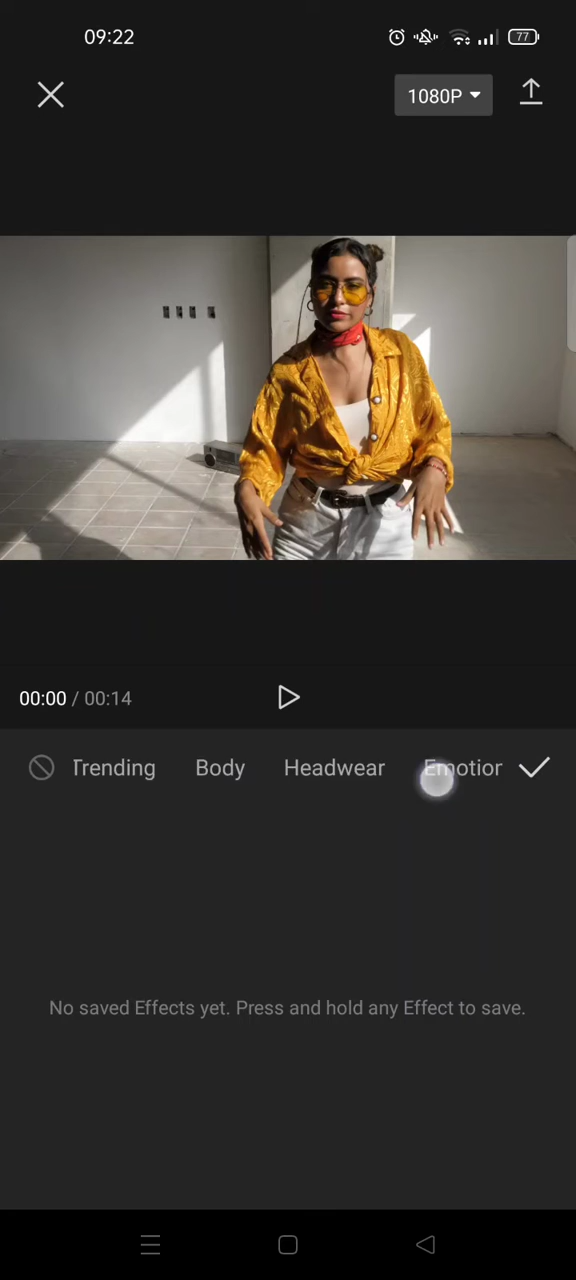 09:22
77
1080P
00:00 / 00:14
Trending Body Headwear Emotior
No saved Effects yet. Press and hold any Effect to save.